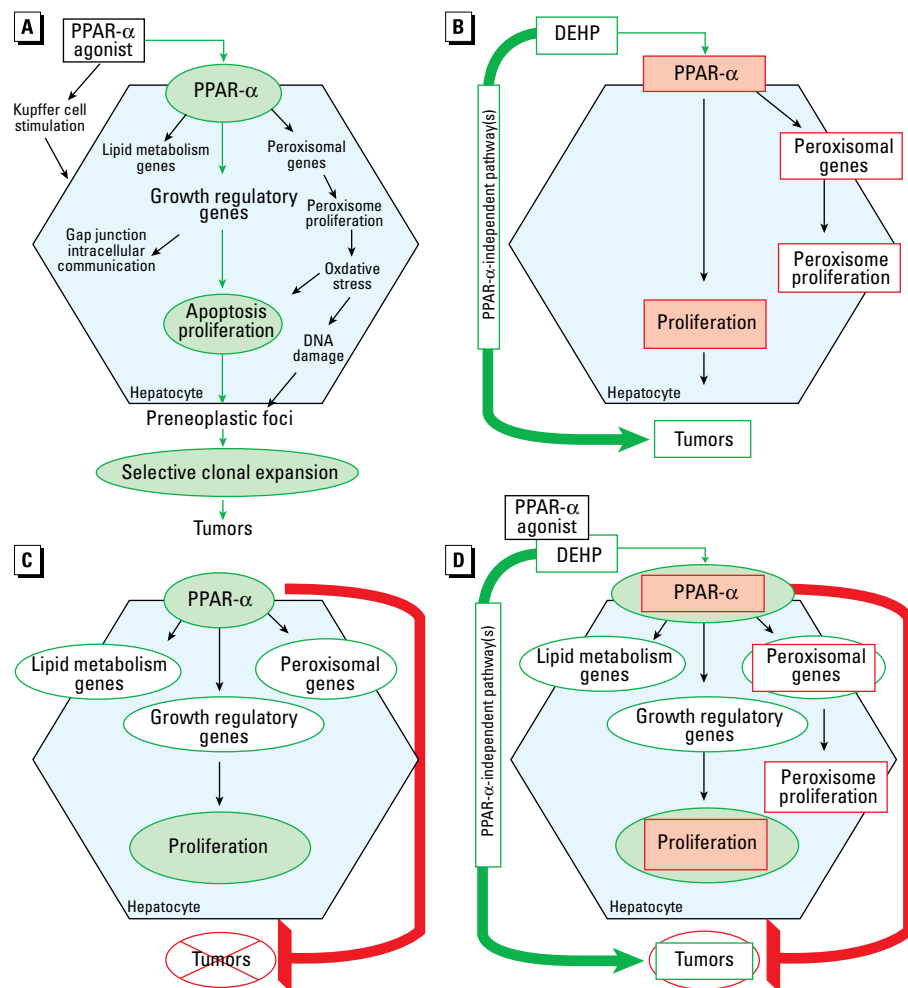 A
PPAR-α
agonist
PPAR-α
Kupffer cell
stimulation
Lipid metabolism
genes
Peroxisomal
genes
Growth regulatory
genes
Peroxisome
proliferation
Gap junction
intracellular
communication
Oxdative
stress
Apoptosis
proliferation
DNA
damage
Hepatocyte
Preneoplastic foci
Selective clonal expansion
Tumors
B
DEHP
PPAR-α
PPAR-α-independent pathway(s)
Peroxisomal
genes
Peroxisome
proliferation
Proliferation
Hepatocyte
Tumors
C
PPAR-α
Lipid metabolism
genes
Peroxisomal
genes
Growth regulatory
genes
Proliferation
Hepatocyte
Tumors
D
PPAR-α
agonist
DEHP
PPAR-α
PPAR-α-independent pathway(s)
Lipid metabolism
genes
Peroxisomal
genes
Growth regulatory
genes
Peroxisome
proliferation
Proliferation
Hepatocyte
Tumors